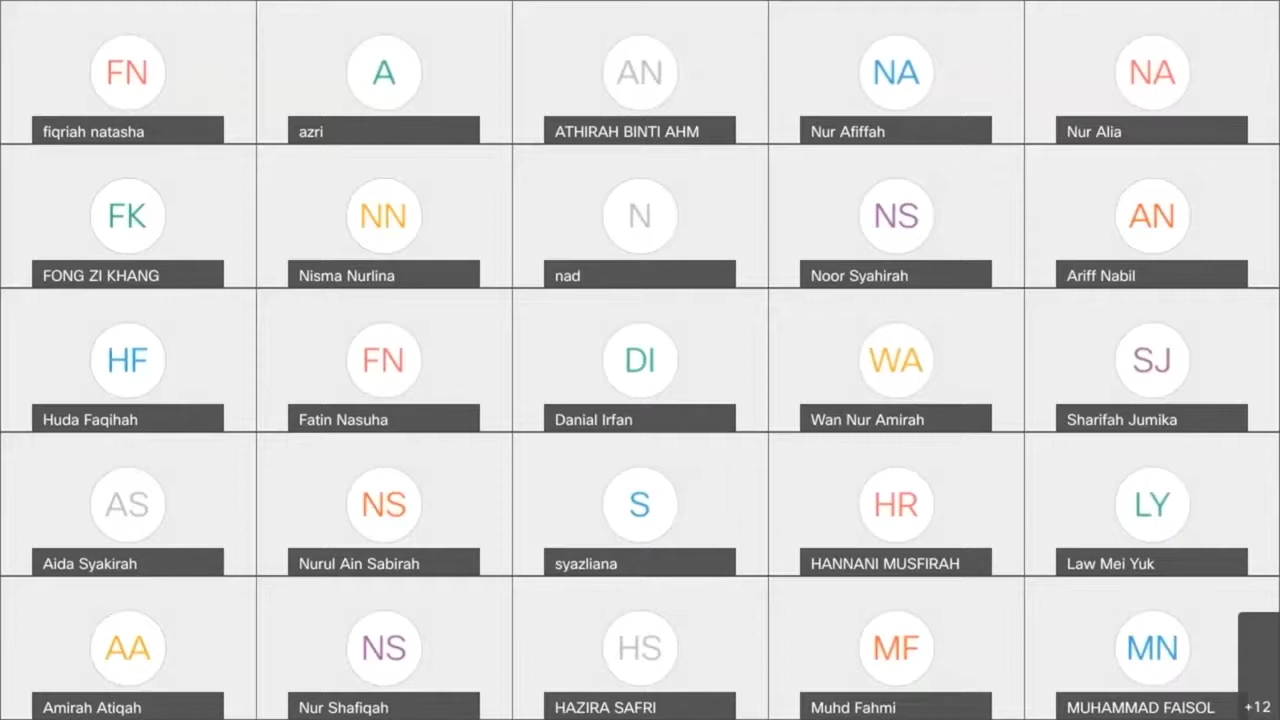 FN
A
AN
NA
NA
fiqriah natasha
azri
ATHIRAH BINTI AHM
Nur Afiffah
Nur Alia
FK
NN
N
NS
AN
FONG ZI KHANG
Nisma Nurlina
nad
Noor Syahirah
Ariff Nabil
HF
FN
DI
WA
SJ
Huda Faqihah
Fatin Nasuha
Danial Irfan
Wan Nur Amirah
Sharifah Jumika
AS
NS
S
HR
LY
Aida Syakirah
Nurul Ain Sabirah
syazliana
HANNANI MUSFIRAH
Law Mei Yuk
AA
NS
HS
MF
MN
Amirah Atiqah
Nur Shafiqah
HAZIRA SAFRI
Muhd Fahmi
MUHAMMAD FAISOL
+12